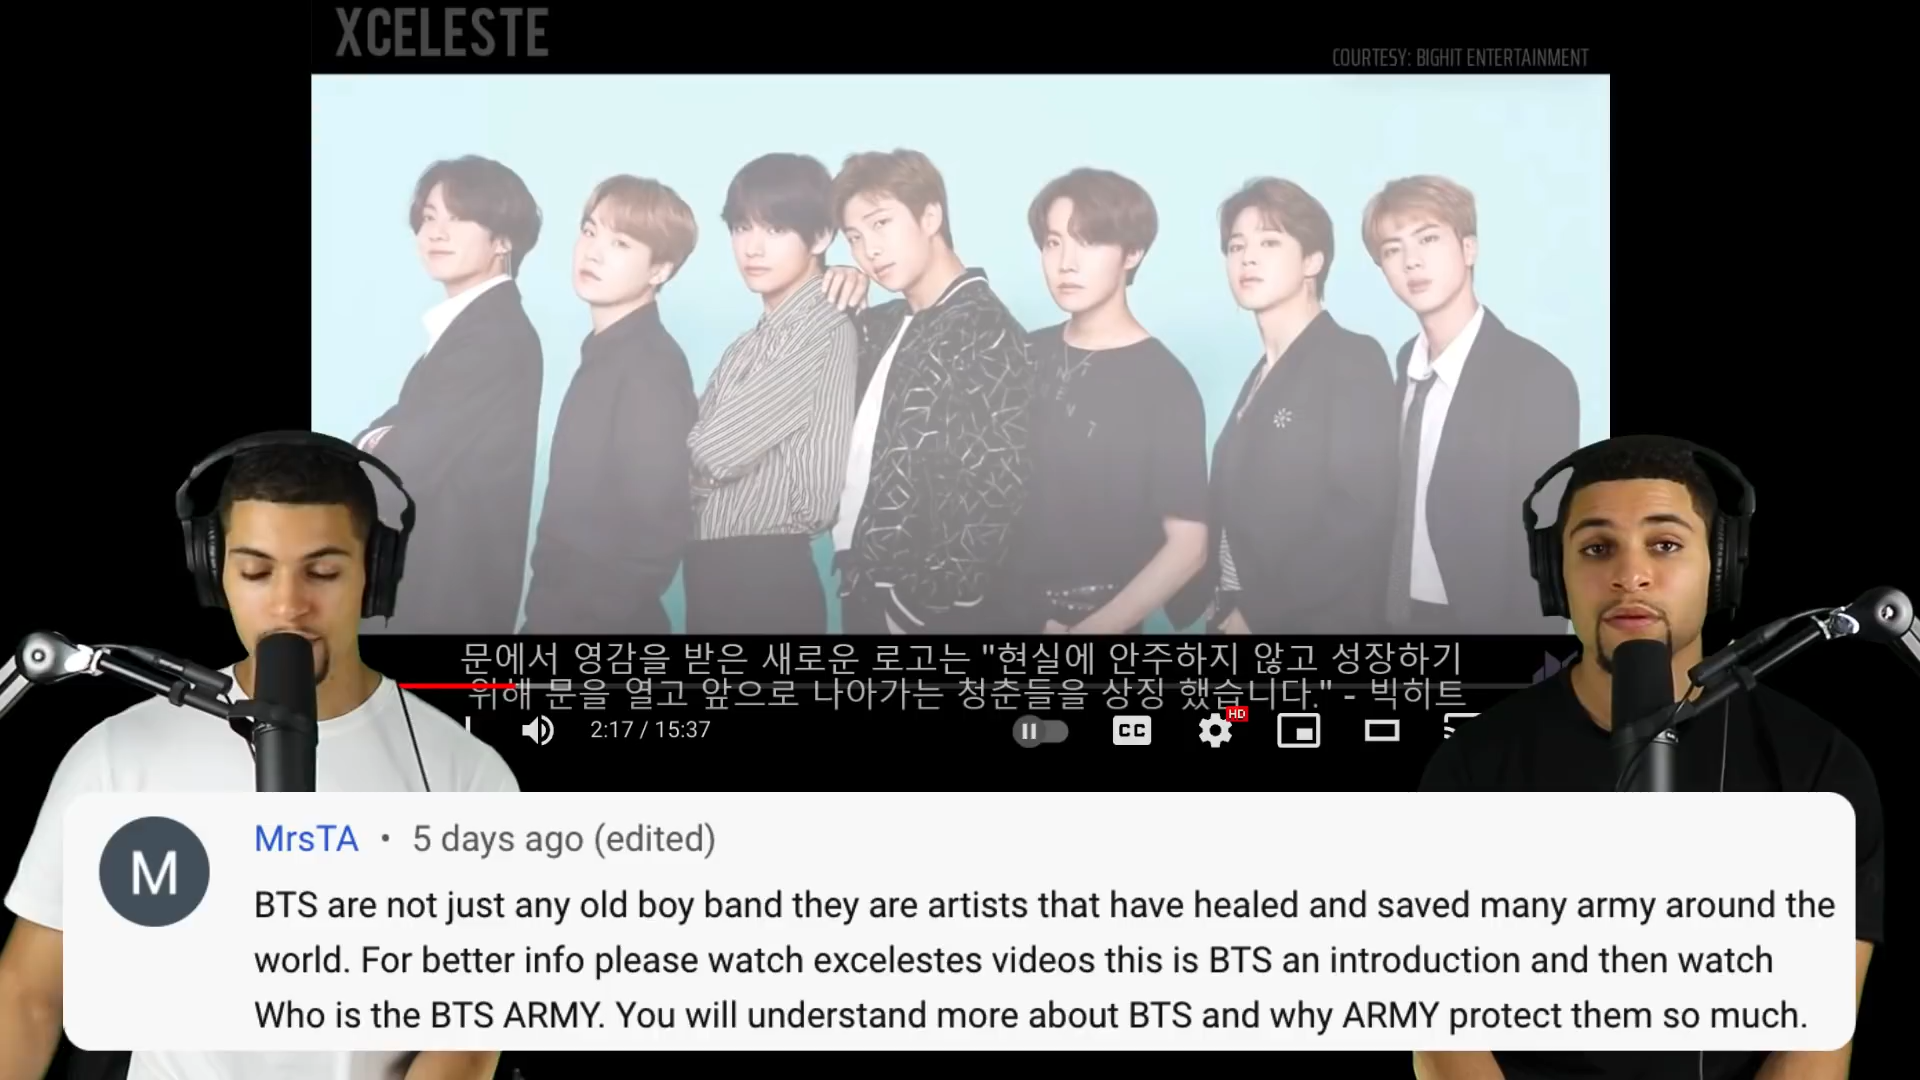 XCELESTE
COURTESY: BIGHIT ENTERTAINMENT
문에서 영감을 받은 새로운 로고는 "현실에 안주하지 않고 성장하기
위해 문을 열고 앞으로 나아가는 청춘들을 상징 했습니다." - 빅히트
HD
2:17 / 15:37
CC
M
MrsTA • 5 days ago (edited)
BTS are not just any old boy band they are artists that have healed and saved many army around the
world. For better info please watch excelestes videos this is BTS an introduction and then watch
Who is the BTS ARMY. You will understand more about BTS and why ARMY protect them so much.